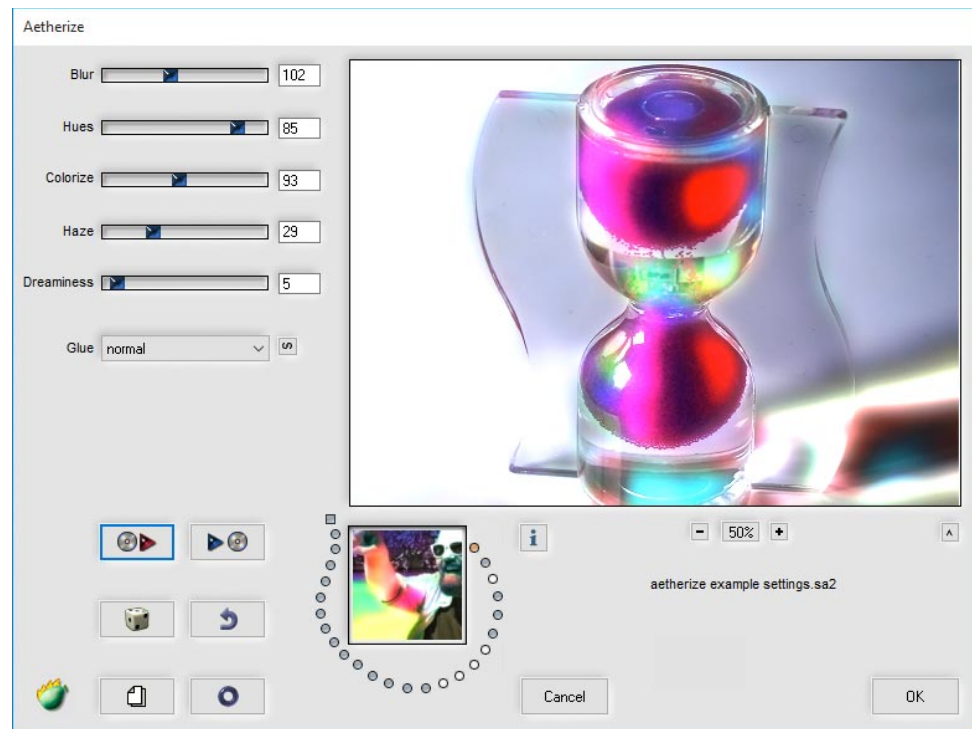 Aetherize
Blur 102
Hues 85
Colorize 93
Haze 29
Dreaminess 5
Glue normal S
i - 50% + ^
aetherize example settings.sa2
Cancel OK